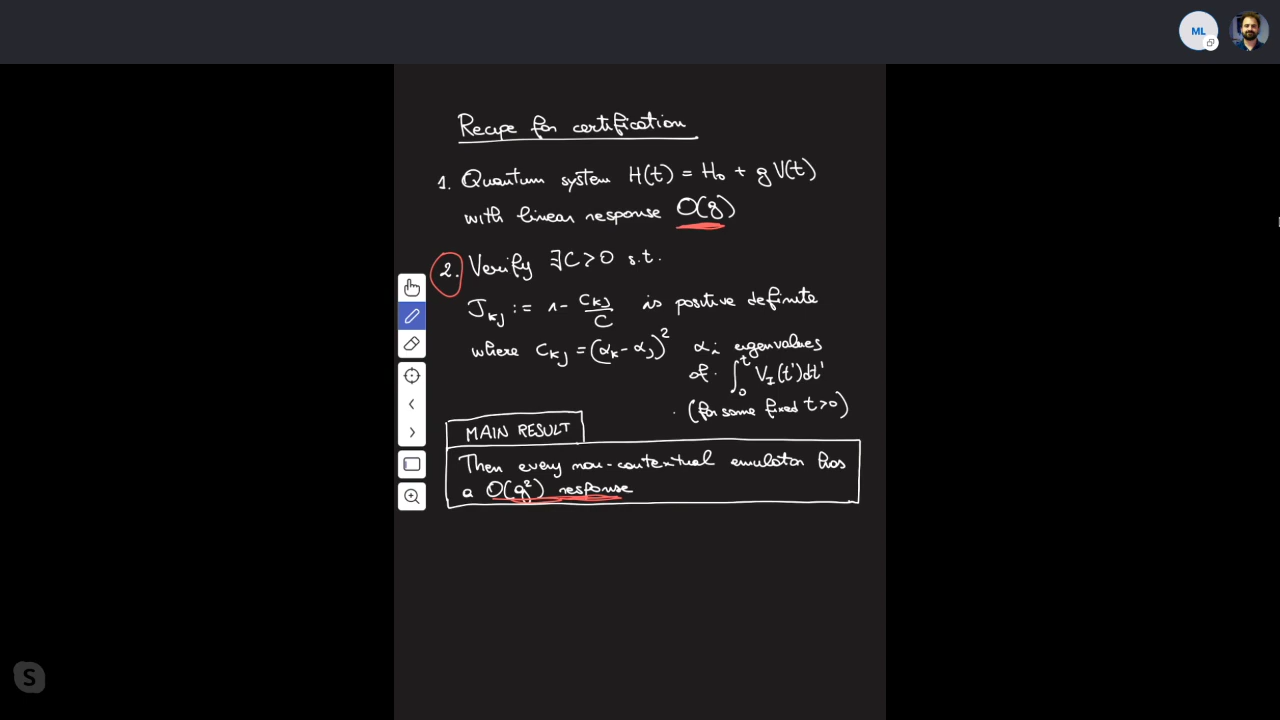 ML
Recipe for certification
1. Quantum system H(t) = H₀ + g V(t)
with linear response O(g)
2. Verify ∃C>0 s.t.
J_kj := 1 - C_kj/C is positive definite
where C_kj = (α_k - α_j)² α_i eigenvalues
of ∫₀ᵗ V_I(t')dt'
(for some fixed t>0)
MAIN RESULT
Then every non-contextual emulator has
a O(g²) response
S